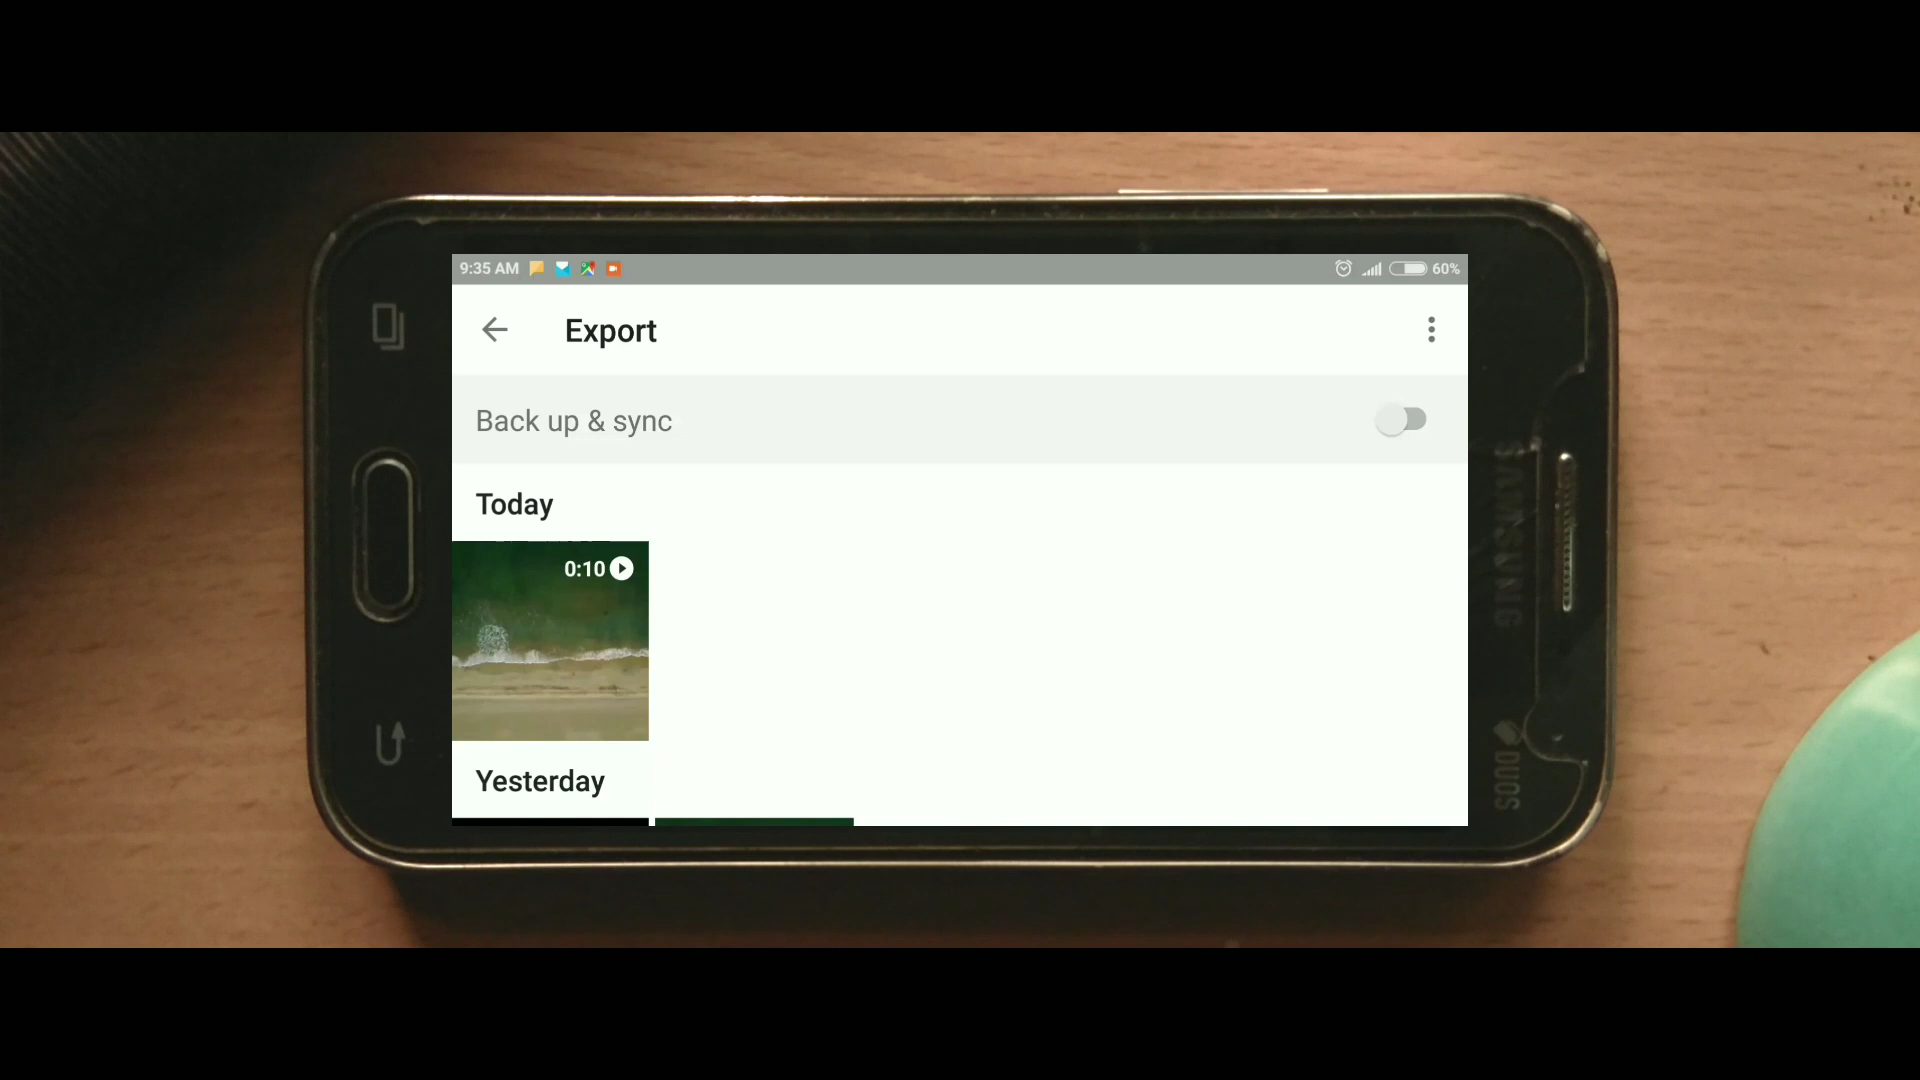 9:35 AM 60%
Export
Back up & sync
Today
0:10
Yesterday
SAMSUNG
DUOS